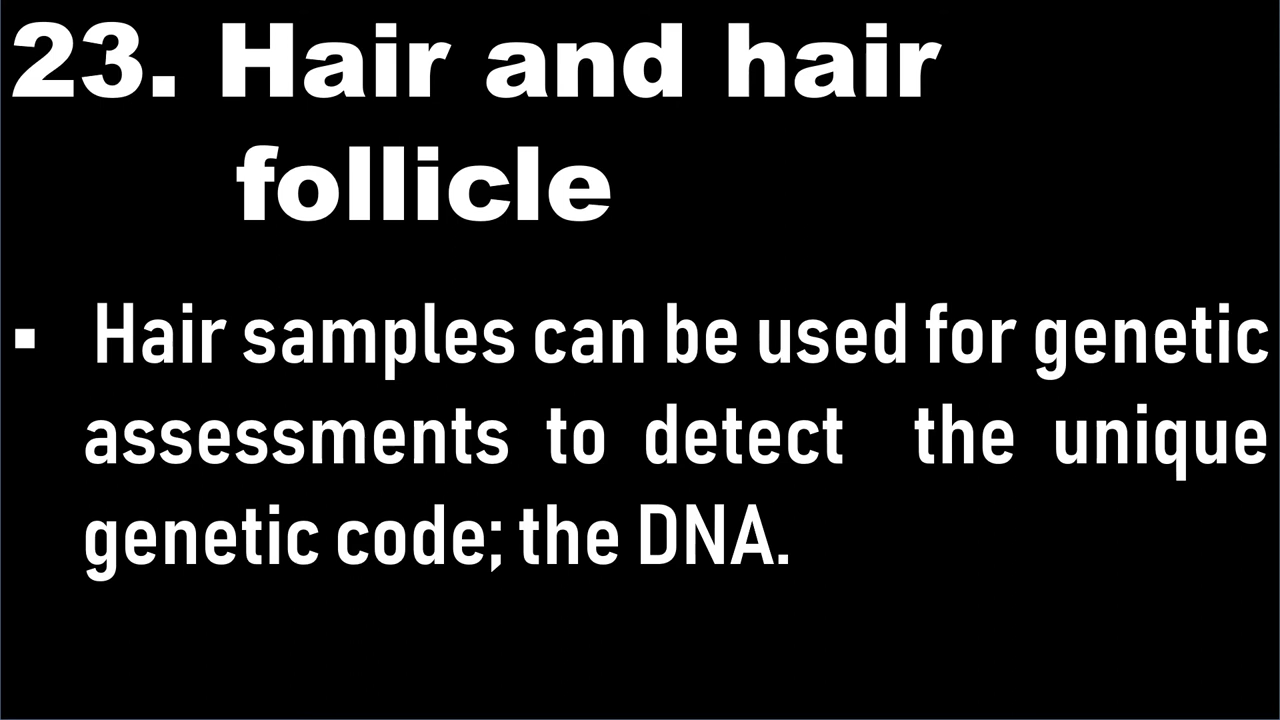 23. Hair and hair
follicle
▪ Hair samples can be used for genetic
assessments to detect the unique
genetic code; the DNA.